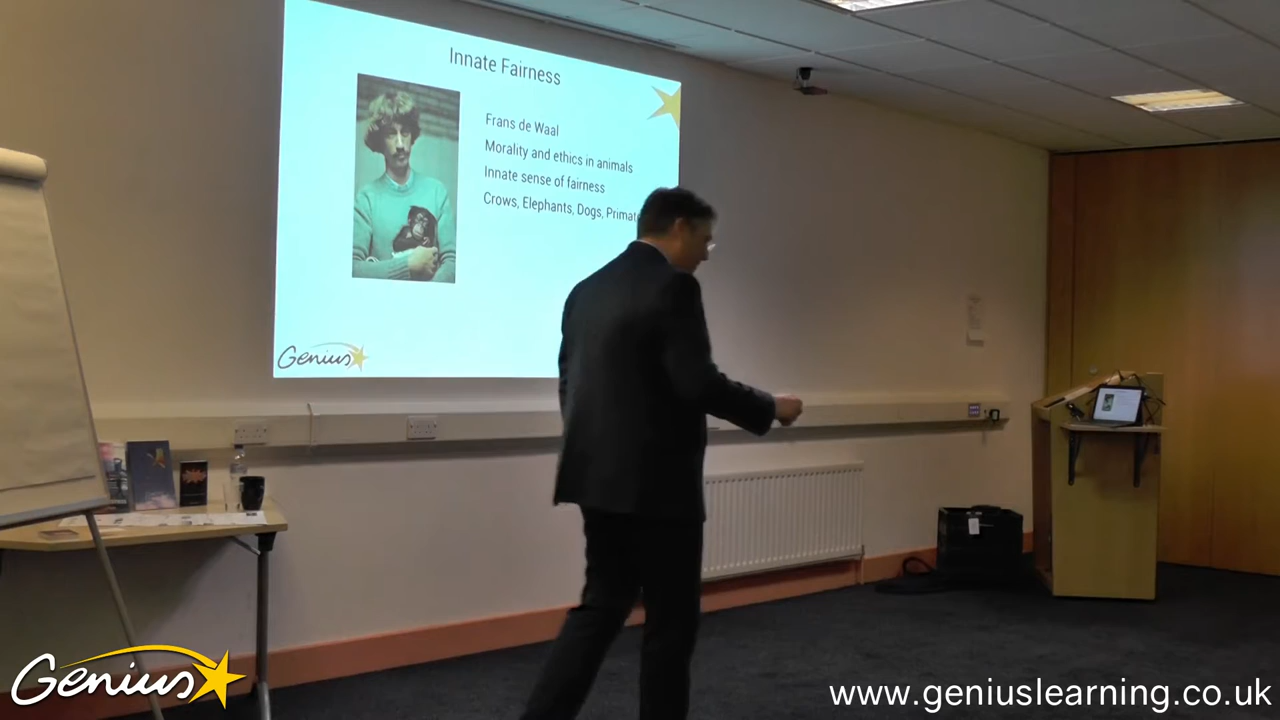 Innate Fairness
Frans de Waal
Morality and ethics in animals
Innate sense of fairness
Crows, Elephants, Dogs,
Genius
Genius
www.geniuslearning.co.uk